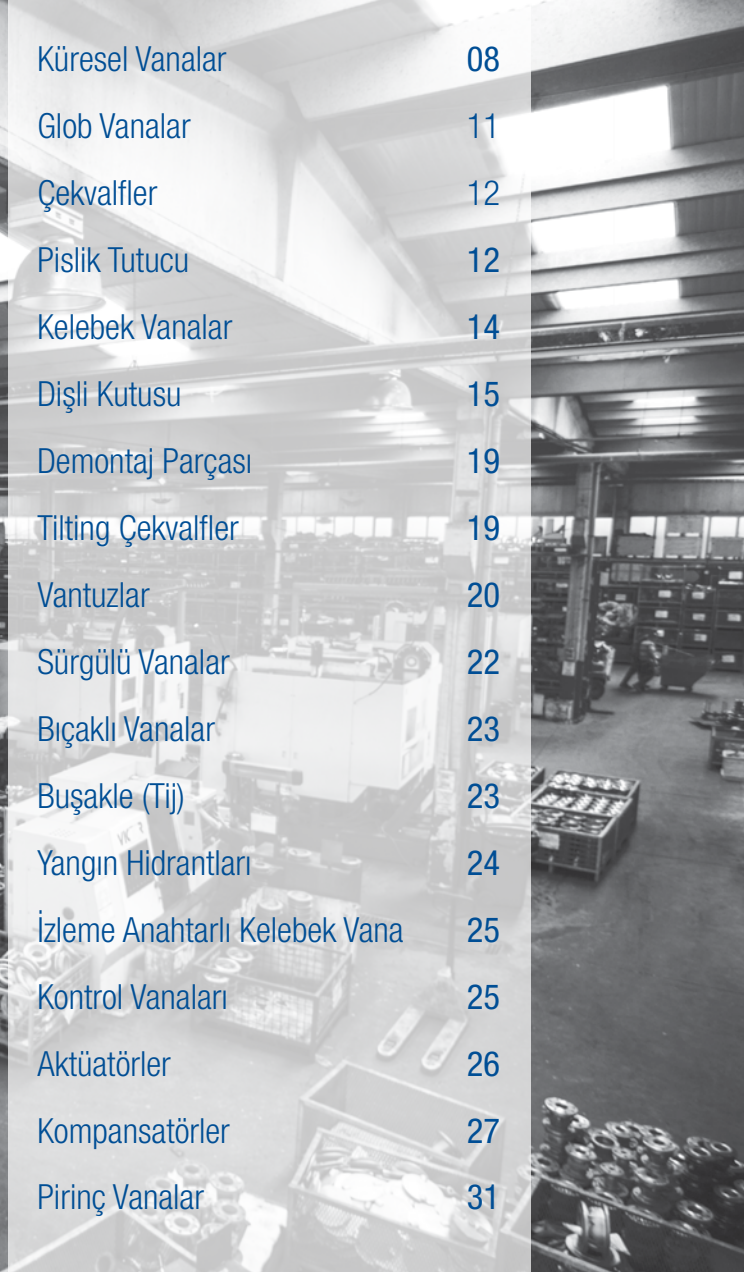 Küresel Vanalar 08
Glob Vanalar 11
Çekvalfler 12
Pislik Tutucu 12
Kelebek Vanalar 14
Dişli Kutusu 15
Demontaj Parçası 19
Tilting Çekvalfler 19
Vantuzlar 20
Sürgülü Vanalar 22
Bıçaklı Vanalar 23
Buşakle (Tij) 23
Yangın Hidrantları 24
İzleme Anahtarlı Kelebek Vana 25
Kontrol Vanaları 25
Aktüatörler 26
Kompansatörler 27
Pirinç Vanalar 31